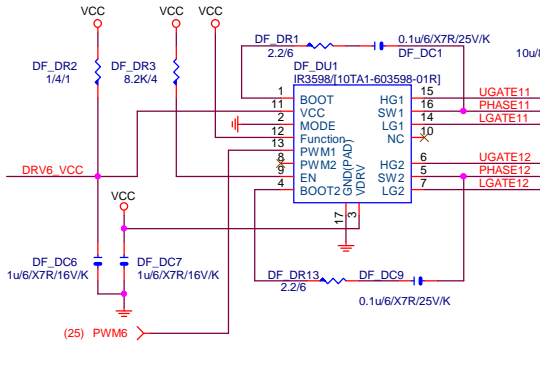 VCC VCC VCC
DF_DR1 0.1u/6/X7R/25V/K
2.2/6 DF_DC1
10u/8
DF_DR2 DF_DR3 DF_DU1
1/4/1 8.2K/4 IR3598/[10TA1-603598-01R]
1 BOOT HG1 15 UGATE11
11 VCC SW1 16 PHASE11
2 MODE LG1 14 LGATE11
12 Function NC 10
13 PWM1
8 PWM2 HG2 6 UGATE12
DRV6_VCC 9 EN SW2 5 PHASE12
4 BOOT2 LG2 7 LGATE12
GND(PAD) VDRV
17 3
VCC
DF_DC6 DF_DC7
1u/6/X7R/16V/K 1u/6/X7R/16V/K
DF_DR13 DF_DC9
2.2/6
0.1u/6/X7R/25V/K
(25) PWM6